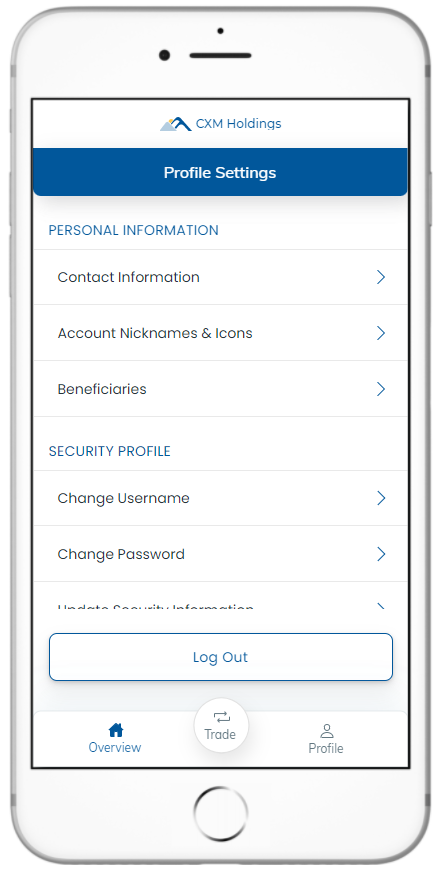 CXM Holdings
Profile Settings
PERSONAL INFORMATION
Contact Information
Account Nicknames & Icons
Beneficiaries
SECURITY PROFILE
Change Username
Change Password
Update Security Information
Log Out
Overview
Trade
Profile